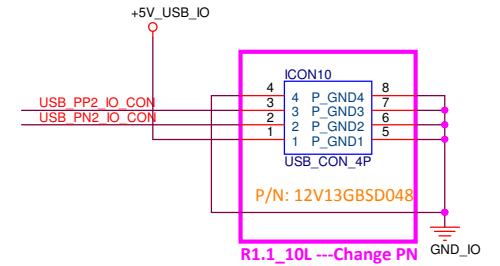 +5V_USB_IO
ICON10
4 4 P_GND4 8
USB_PP2_IO_CON 3 3 P_GND3 7
USB_PN2_IO_CON 2 2 P_GND2 6
1 1 P_GND1 5
USB_CON_4P
P/N: 12V13GBSD048
R1.1_10L ---Change PN
GND_IO